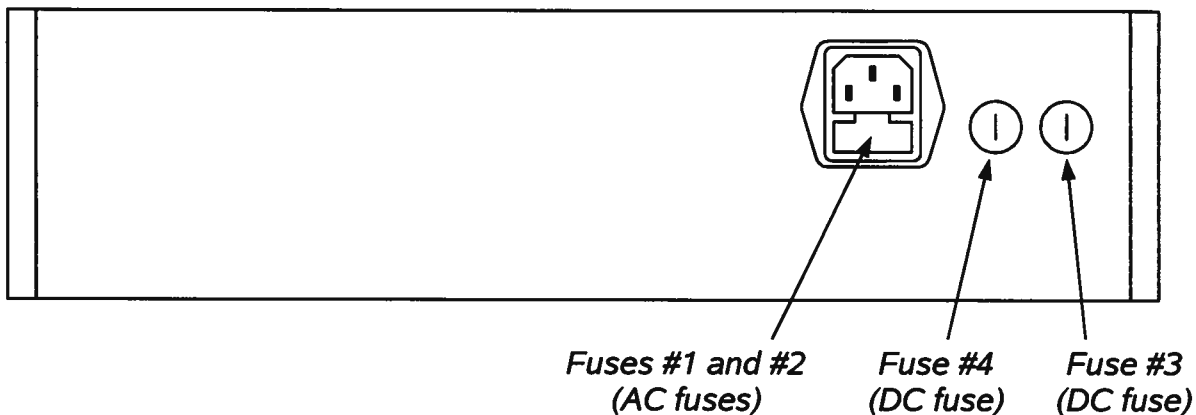 Fuses #1 and #2
(AC fuses)
Fuse #4
(DC fuse)
Fuse #3
(DC fuse)